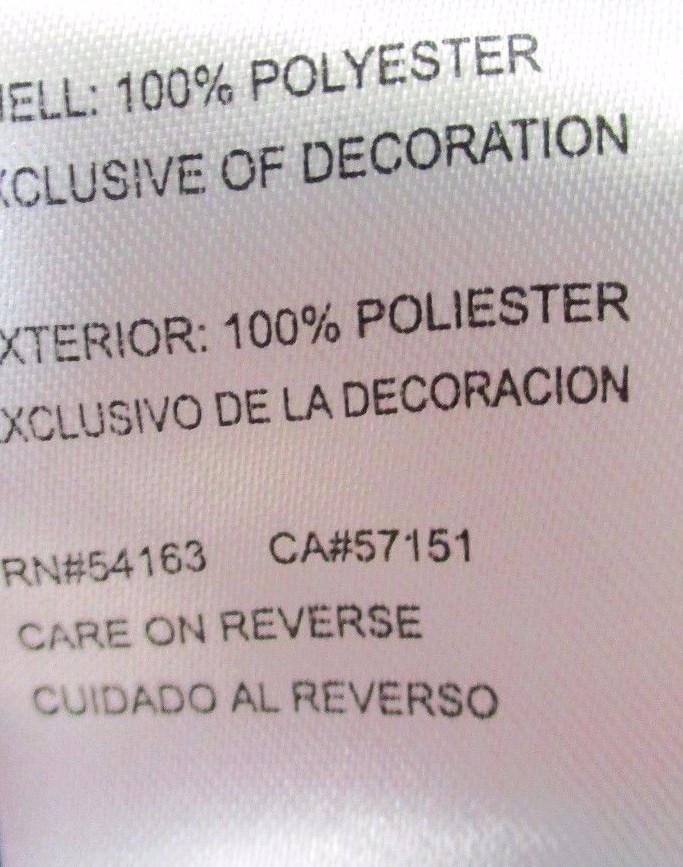 ELL: 100% POLYESTER
XCLUSIVE OF DECORATION
XTERIOR: 100% POLIESTER
XCLUSIVO DE LA DECORACION
RN#54163 CA#57151
CARE ON REVERSE
CUIDADO AL REVERSO